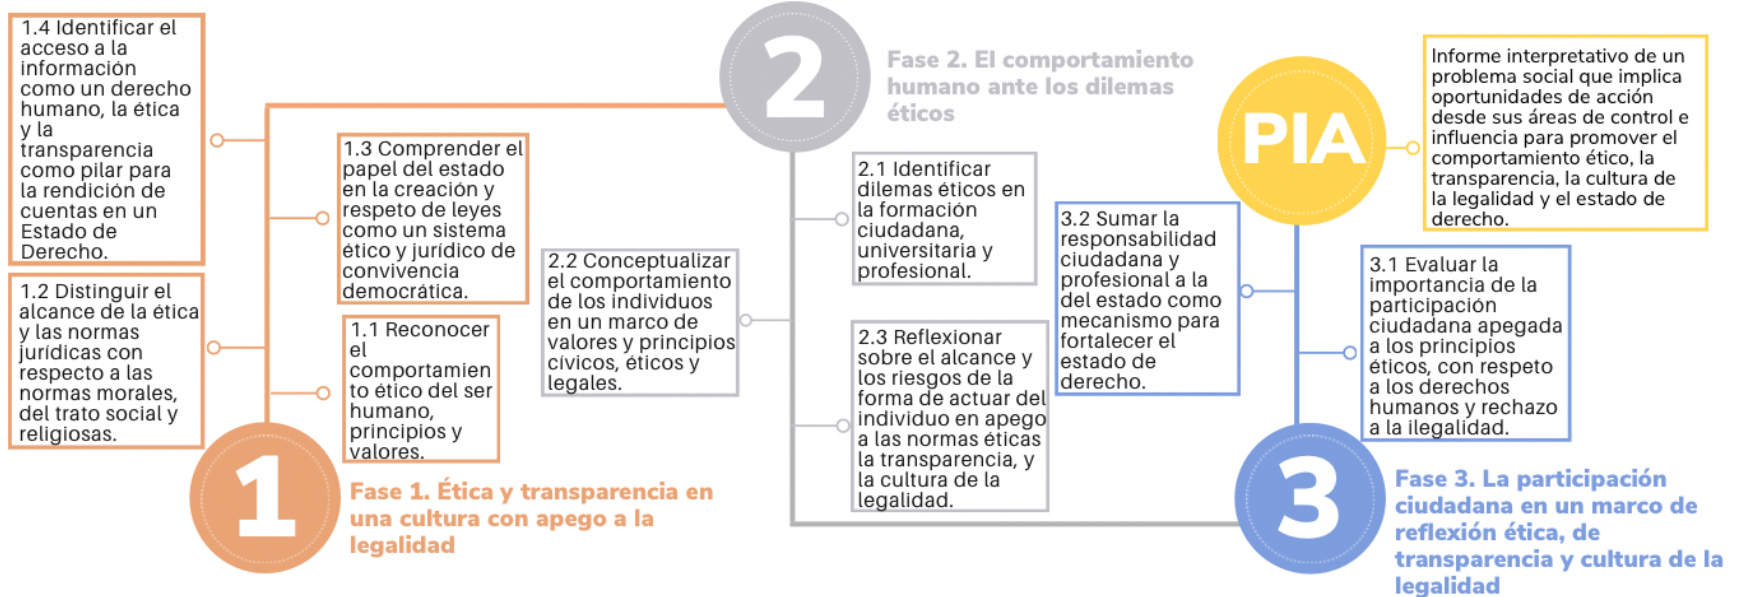 1.4 Identificar el
acceso a la
información
como un derecho
humano, la ética
y la
transparencia
como pilar para
la rendición de
cuentas en un
Estado de
Derecho.
1.3 Comprender el
papel del estado
en la creación y
respeto de leyes
como un sistema
ético y jurídico de
convivencia
democrática.
1.2 Distinguir el
alcance de la ética
y las normas
jurídicas con
respecto a las
normas morales,
del trato social y
religiosas.
1.1 Reconocer
el
comportamien
to ético del ser
humano,
principios y
valores.
1
Fase 1. Ética y transparencia en
una cultura con apego a la
legalidad
2
Fase 2. El comportamiento
humano ante los dilemas
éticos
2.1 Identificar
dilemas éticos en
la formación
ciudadana,
universitaria y
profesional.
2.2 Conceptualizar
el comportamiento
de los individuos
en un marco de
valores y principios
cívicos, éticos y
legales.
2.3 Reflexionar
sobre el alcance y
los riesgos de la
forma de actuar del
individuo en apego
a las normas éticas
la transparencia, y
la cultura de la
legalidad.
PIA
Informe interpretativo de un
problema social que implica
oportunidades de acción
desde sus áreas de control e
influencia para promover el
comportamiento ético, la
transparencia, la cultura de
la legalidad y el estado de
derecho.
3.2 Sumar la
responsabilidad
ciudadana y
profesional a la
del estado como
mecanismo para
fortalecer el
estado de
derecho.
3.1 Evaluar la
importancia de la
participación
ciudadana apegada
a los principios
éticos, con respeto
a los derechos
humanos y rechazo
a la ilegalidad.
3
Fase 3. La participación
ciudadana en un marco de
reflexión ética, de
transparencia y cultura de la
legalidad